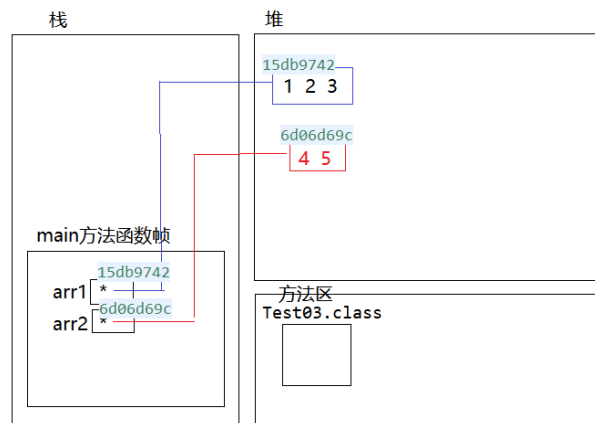 栈
堆
15db9742
1 2 3
6d06d69c
4 5
main方法函数帧
15db9742
arr1 *
6d06d69c
arr2 *
方法区
Test03.class